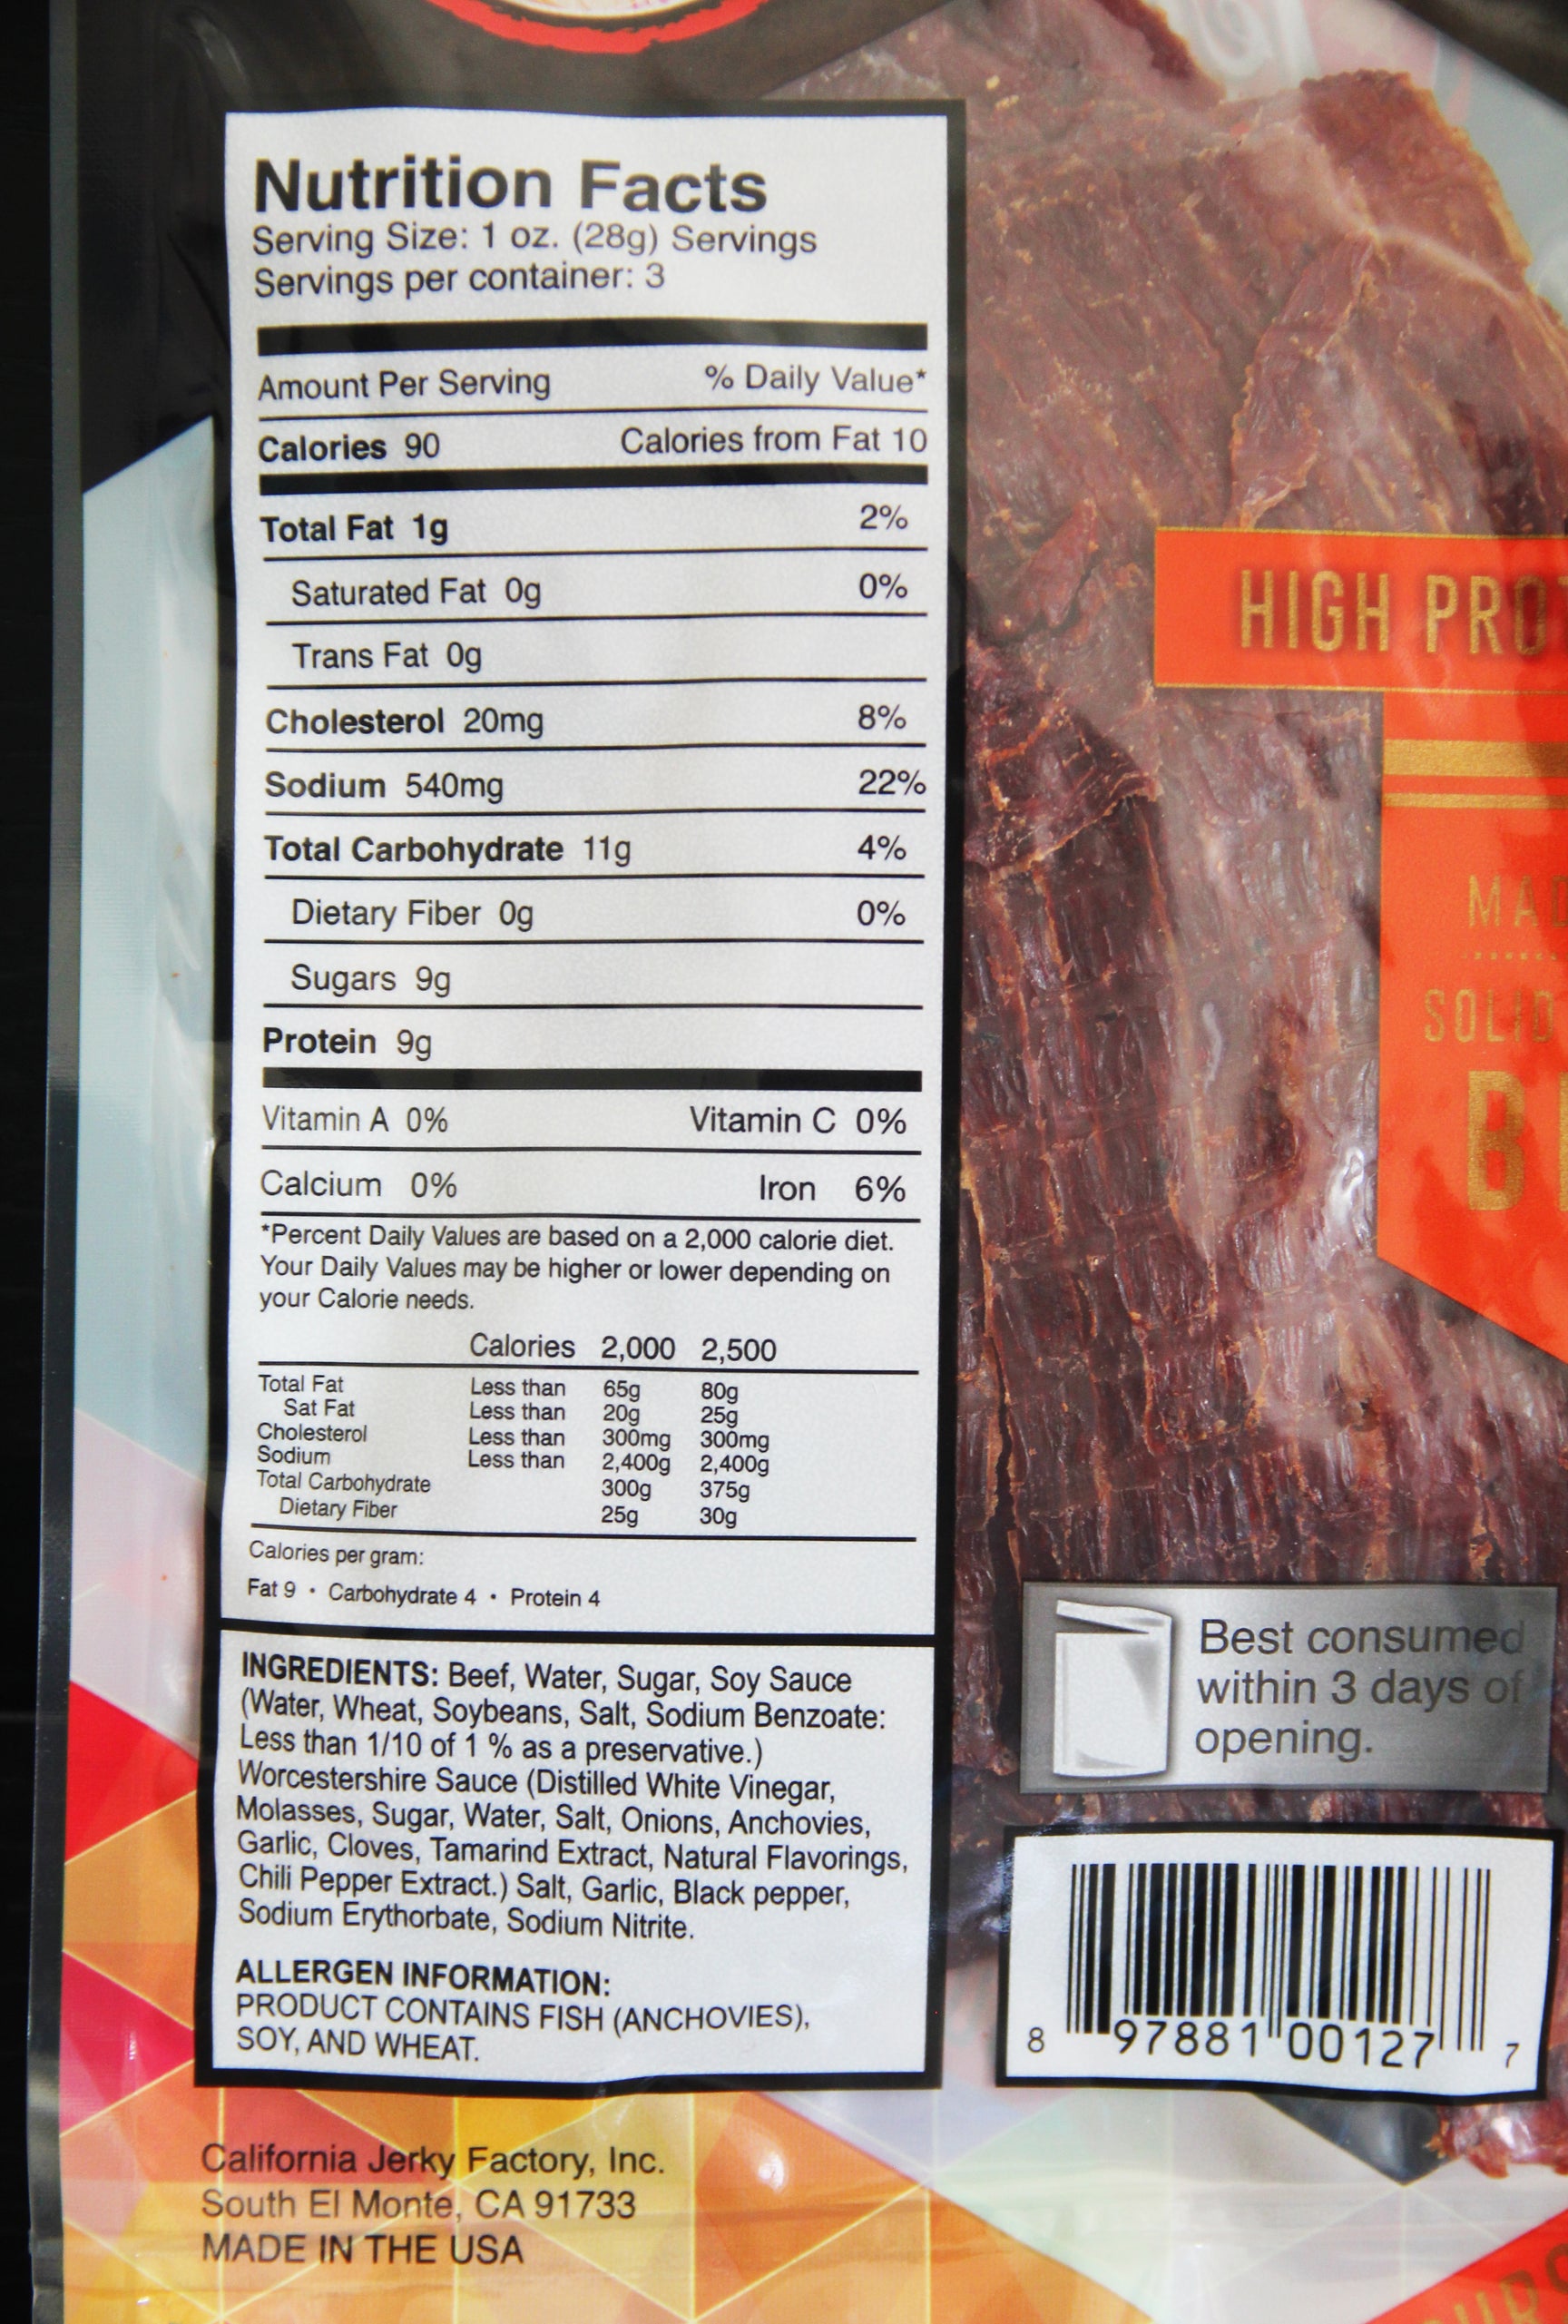 Nutrition Facts
Serving Size: 1 oz. (28g) Servings
Servings per container: 3
Amount Per Serving % Daily Value*
Calories 90 Calories from Fat 10
Total Fat 1g 2%
Saturated Fat 0g 0%
Trans Fat 0g
Cholesterol 20mg 8%
Sodium 540mg 22%
Total Carbohydrate 11g 4%
Dietary Fiber 0g 0%
Sugars 9g
Protein 9g
Vitamin A 0% Vitamin C 0%
Calcium 0% Iron 6%
*Percent Daily Values are based on a 2,000 calorie diet.
Your Daily Values may be higher or lower depending on
your Calorie needs.
Calories 2,000 2,500
Total Fat Less than 65g 80g
Sat Fat Less than 20g 25g
Cholesterol Less than 300mg 300mg
Sodium Less than 2,400g 2,400g
Total Carbohydrate 300g 375g
Dietary Fiber 25g 30g
Calories per gram:
Fat 9 • Carbohydrate 4 • Protein 4
INGREDIENTS: Beef, Water, Sugar, Soy Sauce
(Water, Wheat, Soybeans, Salt, Sodium Benzoate:
Less than 1/10 of 1 % as a preservative.)
Worcestershire Sauce (Distilled White Vinegar,
Molasses, Sugar, Water, Salt, Onions, Anchovies,
Garlic, Cloves, Tamarind Extract, Natural Flavorings,
Chili Pepper Extract.) Salt, Garlic, Black pepper,
Sodium Erythorbate, Sodium Nitrite.
ALLERGEN INFORMATION:
PRODUCT CONTAINS FISH (ANCHOVIES),
SOY, AND WHEAT.
California Jerky Factory, Inc.
South El Monte, CA 91733
MADE IN THE USA
HIGH PRO
MAD
SOLID
B
Best consumed
within 3 days of
opening.
8 97881 00127 7